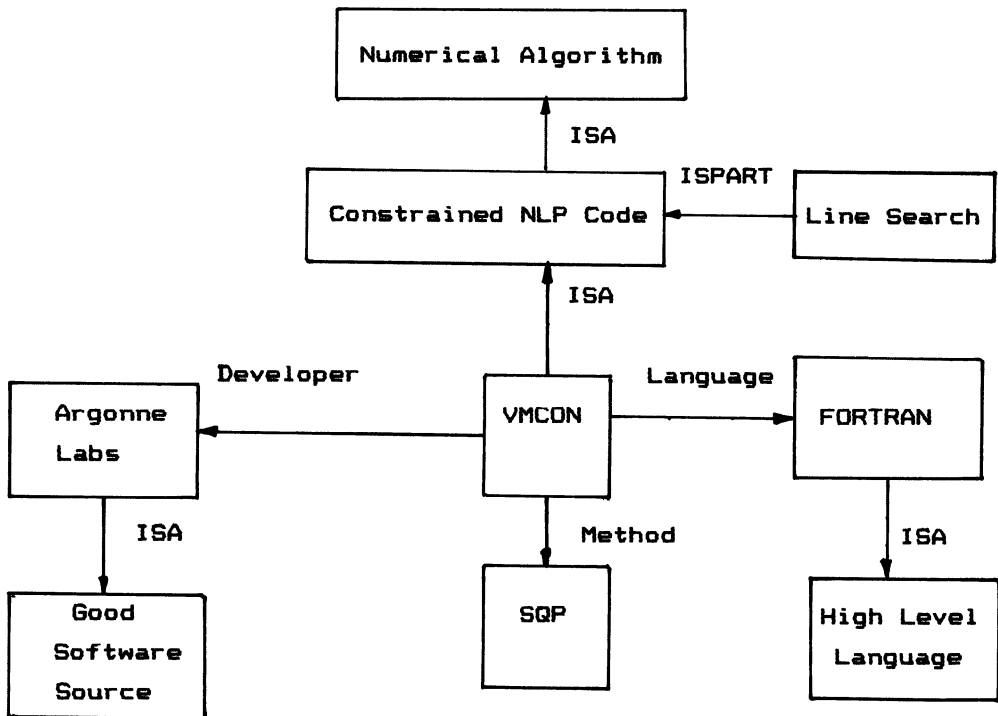 Numerical Algorithm
ISA
ISPART
Constrained NLP Code
Line Search
ISA
Developer
Language
Argonne
Labs
VMCON
FORTRAN
ISA
Method
ISA
Good
Software
Source
SQP
High Level
Language